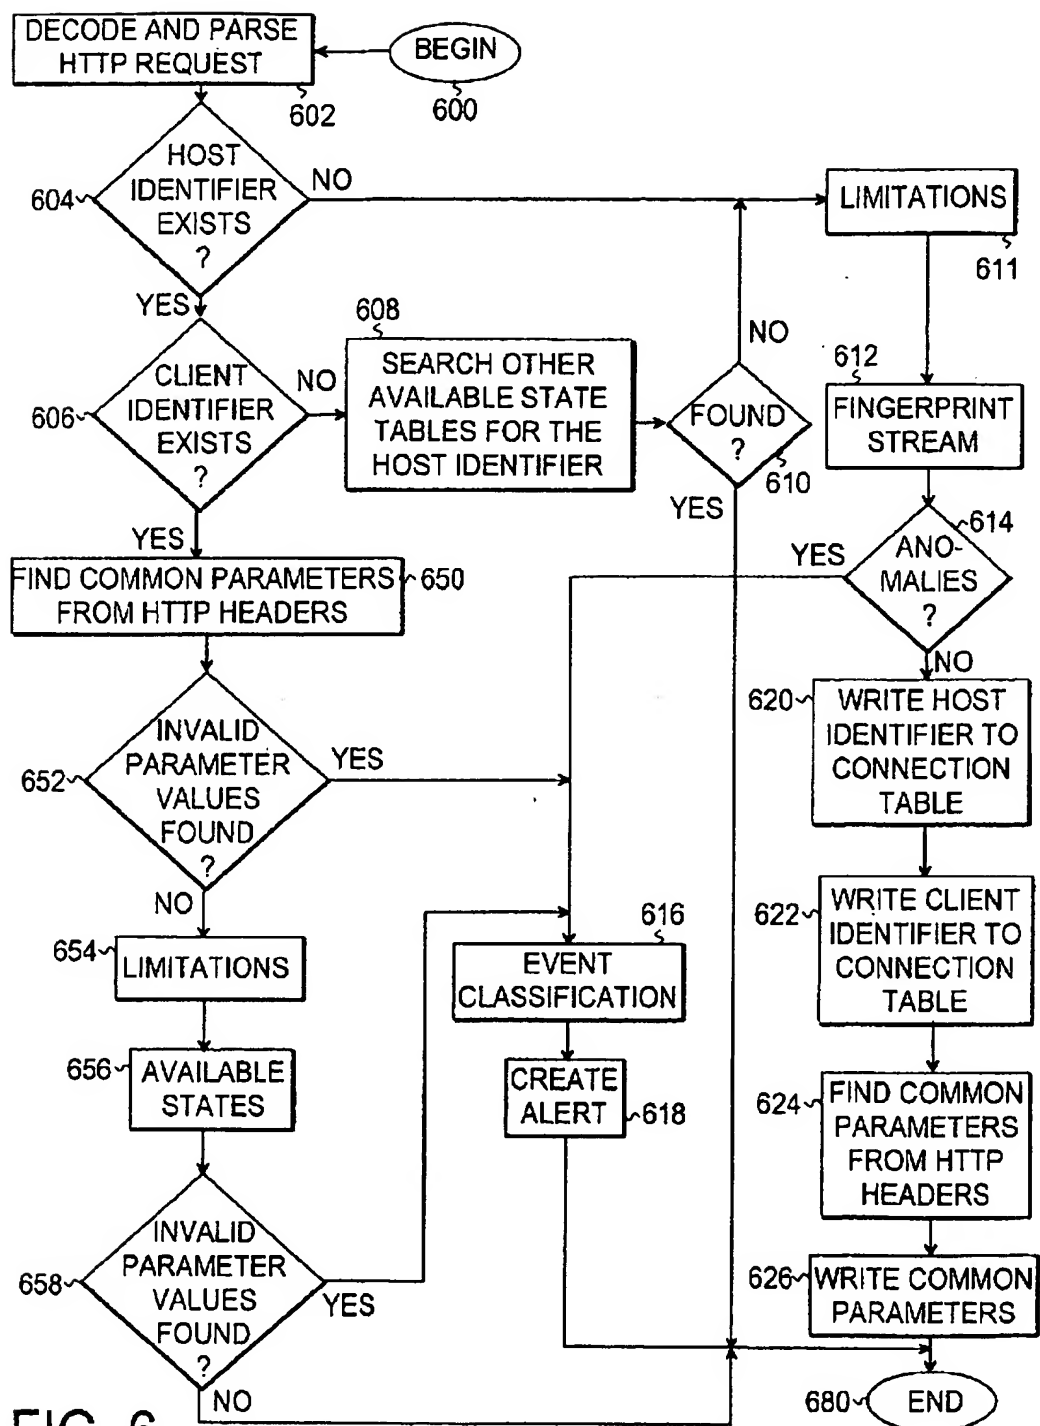 DECODE AND PARSE
HTTP REQUEST
602
BEGIN
600
604
HOST
IDENTIFIER
EXISTS
?
NO
YES
LIMITATIONS
611
606
CLIENT
IDENTIFIER
EXISTS
?
NO
YES
608
SEARCH OTHER
AVAILABLE STATE
TABLES FOR THE
HOST IDENTIFIER
FOUND
?
610
NO
YES
612
FINGERPRINT
STREAM
614
ANO-
MALIES
?
YES
NO
FIND COMMON PARAMETERS
FROM HTTP HEADERS
650
652
INVALID
PARAMETER
VALUES
FOUND
?
YES
NO
620
WRITE HOST
IDENTIFIER TO
CONNECTION
TABLE
654
LIMITATIONS
616
EVENT
CLASSIFICATION
622
WRITE CLIENT
IDENTIFIER TO
CONNECTION
TABLE
656
AVAILABLE
STATES
CREATE
ALERT
618
624
FIND COMMON
PARAMETERS
FROM HTTP
HEADERS
658
INVALID
PARAMETER
VALUES
FOUND
?
YES
NO
626
WRITE COMMON
PARAMETERS
680
END
FIG. 6